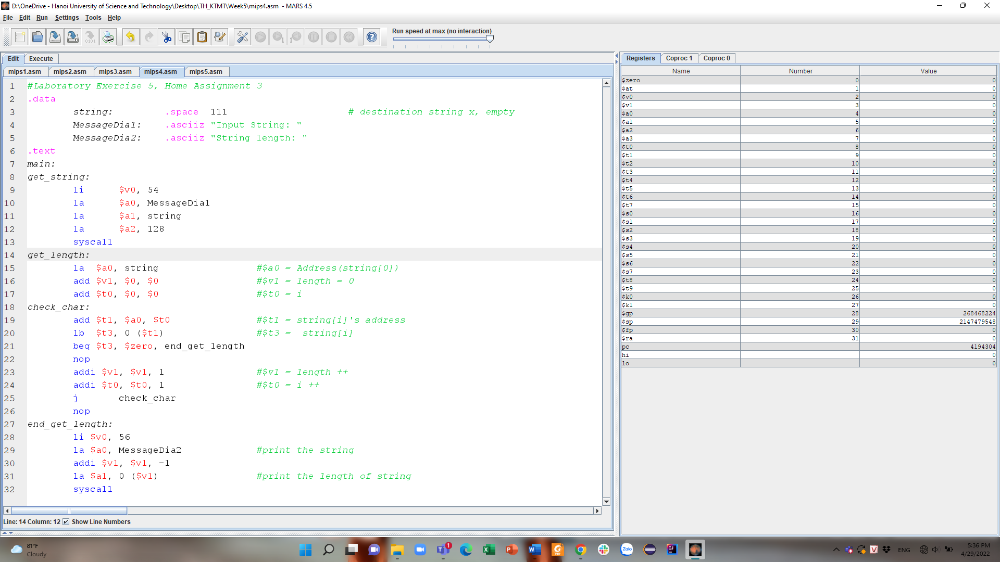 D:\OneDrive - Hanoi University of Science and Technology\Desktop\TH_KTMT\Week5\mips4.asm - MARS 4.5
File Edit Run Settings Tools Help
Run speed at max (no interaction)
Edit Execute
mips1.asm mips2.asm mips3.asm mips4.asm mips5.asm
1 #Laboratory Exercise 5, Home Assignment 3
2 .data
3 string: .space 111 # destination string x, empty
4 MessageDia1: .asciiz "Input String: "
5 MessageDia2: .asciiz "String length: "
6 .text
7 main:
8 get_string:
9 li $v0, 54
10 la $a0, MessageDia1
11 la $a1, string
12 la $a2, 128
13 syscall
14 get_length:
15 la $a0, string #$a0 = Address(string[0])
16 add $v1, $0, $0 #$v1 = length = 0
17 add $t0, $0, $0 #$t0 = i
18 check_char:
19 add $t1, $a0, $t0 #$t1 = string[i]'s address
20 lb $t3, 0 ($t1) #$t3 = string[i]
21 beq $t3, $zero, end_get_length
22 nop
23 addi $v1, $v1, 1 #$v1 = length ++
24 addi $t0, $t0, 1 #$t0 = i ++
25 j check_char
26 nop
27 end_get_length:
28 li $v0, 56
29 la $a0, MessageDia2 #print the string
30 addi $v1, $v1, -1
31 la $a1, 0 ($v1) #print the length of string
32 syscall
Line: 14 Column: 12 Show Line Numbers
Registers Coproc 1 Coproc 0
Name Number Value
$zero 0 0
$at 1 0
$v0 2 0
$v1 3 0
$a0 4 0
$a1 5 0
$a2 6 0
$a3 7 0
$t0 8 0
$t1 9 0
$t2 10 0
$t3 11 0
$t4 12 0
$t5 13 0
$t6 14 0
$t7 15 0
$s0 16 0
$s1 17 0
$s2 18 0
$s3 19 0
$s4 20 0
$s5 21 0
$s6 22 0
$s7 23 0
$t8 24 0
$t9 25 0
$k0 26 0
$k1 27 0
$gp 28 268468224
$sp 29 2147479548
$fp 30 0
$ra 31 0
pc 4194304
hi 0
lo 0
81°F
Cloudy
1
Zalo
ENG
5:36 PM
4/29/2022